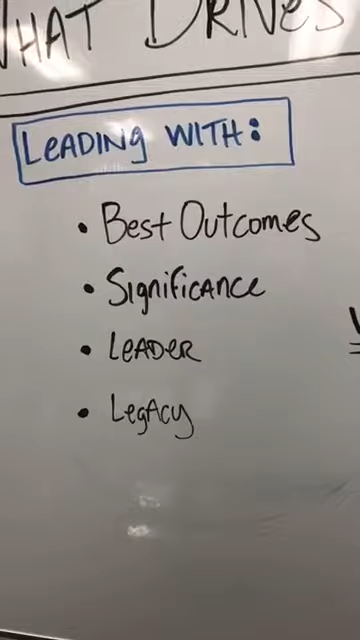 WHAT DRIVES
LEADING WITH:
• BEST OUTCOMES
• SIGNIFICANCE
• LEADER
• LEGACY